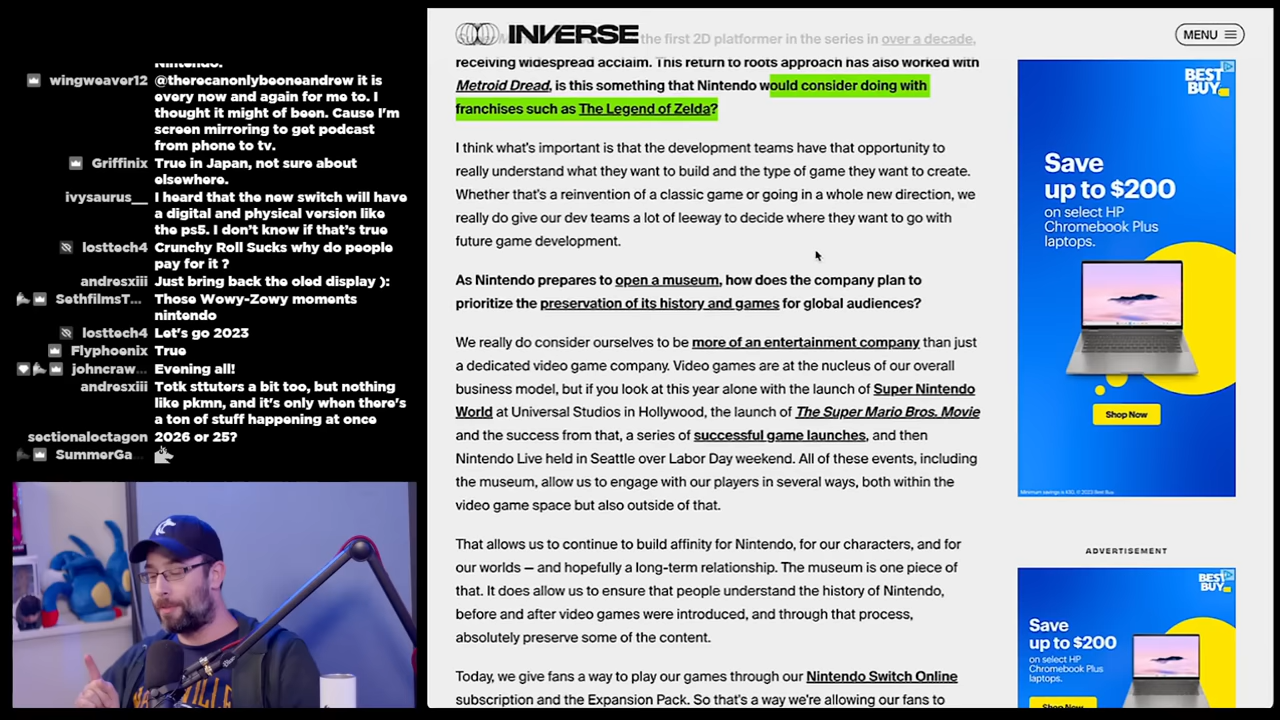 Nintendo.
wingweaver12 @therecanonlybeoneandrew it is
every now and again for me to. I
thought it might of been. Cause I'm
screen mirroring to get podcast
from phone to tv.
Griffinix True in Japan, not sure about
elsewhere.
ivysaurus__ I heard that the new switch will have
a digital and physical version like
the ps5. I don't know if that's true
losttech4 Crunchy Roll Sucks why do people
pay for it ?
andresxiii Just bring back the oled display ):
SethfilmsT... Those Wowy-Zowy moments
nintendo
losttech4 Let's go 2023
Flyphoenix True
johncraw... Evening all!
andresxiii Totk sttuters a bit too, but nothing
like pkmn, and it's only when there's
a ton of stuff happening at once
sectionaloctagon 2026 or 25?
SummerGa...
INVERSE
MENU
the first 2D platformer in the series in over a decade,
receiving widespread acclaim. This return to roots approach has also worked with
Metroid Dread, is this something that Nintendo would consider doing with
franchises such as The Legend of Zelda?
I think what's important is that the development teams have that opportunity to
really understand what they want to build and the type of game they want to create.
Whether that's a reinvention of a classic game or going in a whole new direction, we
really do give our dev teams a lot of leeway to decide where they want to go with
future game development.
As Nintendo prepares to open a museum, how does the company plan to
prioritize the preservation of its history and games for global audiences?
We really do consider ourselves to be more of an entertainment company than just
a dedicated video game company. Video games are at the nucleus of our overall
business model, but if you look at this year alone with the launch of Super Nintendo
World at Universal Studios in Hollywood, the launch of The Super Mario Bros. Movie
and the success from that, a series of successful game launches, and then
Nintendo Live held in Seattle over Labor Day weekend. All of these events, including
the museum, allow us to engage with our players in several ways, both within the
video game space but also outside of that.
That allows us to continue to build affinity for Nintendo, for our characters, and for
our worlds — and hopefully a long-term relationship. The museum is one piece of
that. It does allow us to ensure that people understand the history of Nintendo,
before and after video games were introduced, and through that process,
absolutely preserve some of the content.
Today, we give fans a way to play our games through our Nintendo Switch Online
subscription and the Expansion Pack. So that's a way we're allowing our fans to
BEST
BUY
Save
up to $200
on select HP
Chromebook Plus
laptops.
Shop Now
ADVERTISEMENT
BEST
BUY
Save
up to $200
on select HP
Chromebook Plus
laptops.
Shop Now